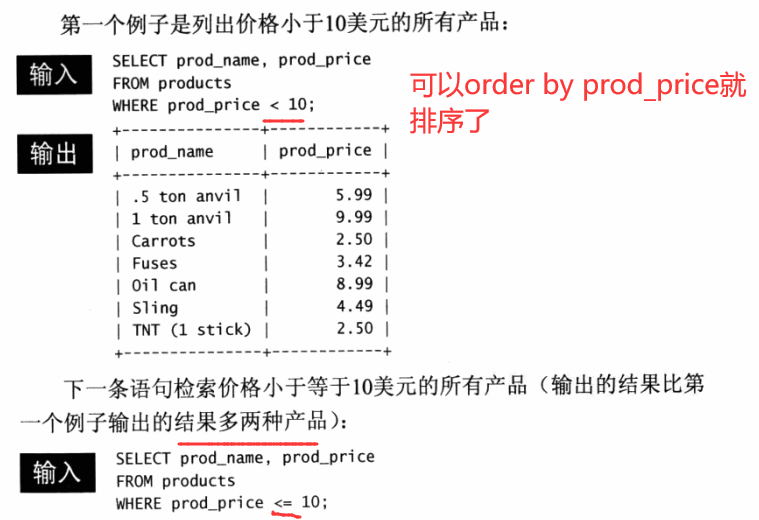 第一个例子是列出价格小于10美元的所有产品：
输入
SELECT prod_name, prod_price
FROM products
WHERE prod_price < 10;
可以order by prod_price就
排序了
输出
+---------------+------------+
| prod_name | prod_price |
+---------------+------------+
| .5 ton anvil | 5.99 |
| 1 ton anvil | 9.99 |
| Carrots | 2.50 |
| Fuses | 3.42 |
| Oil can | 8.99 |
| Sling | 4.49 |
| TNT (1 stick) | 2.50 |
+---------------+------------+
下一条语句检索价格小于等于10美元的所有产品（输出的结果比第
一个例子输出的结果多两种产品）：
输入
SELECT prod_name, prod_price
FROM products
WHERE prod_price <= 10;